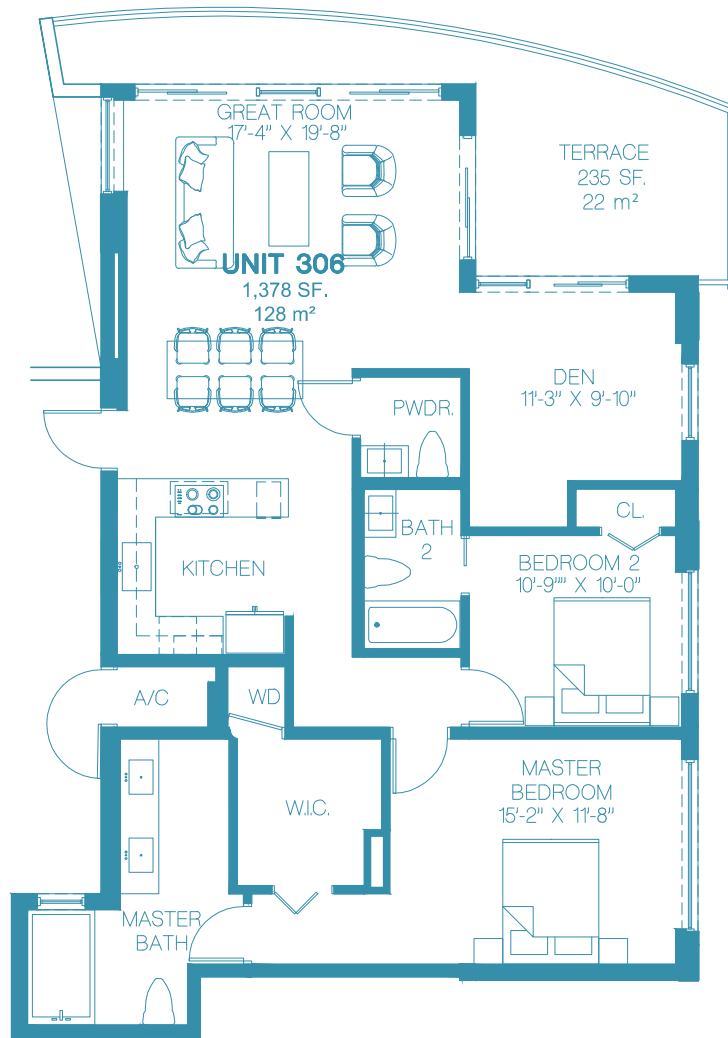 GREAT ROOM
17'-4" X 19'-8"
TERRACE
235 SF.
22 m²
UNIT 306
1,378 SF.
128 m²
DEN
11'-3" X 9'-10"
PWDR.
CL.
BATH
2
BEDROOM 2
10'-9"" X 10'-0"
KITCHEN
A/C
WD
MASTER
BEDROOM
15'-2" X 11'-8"
W.I.C.
MASTER
BATH